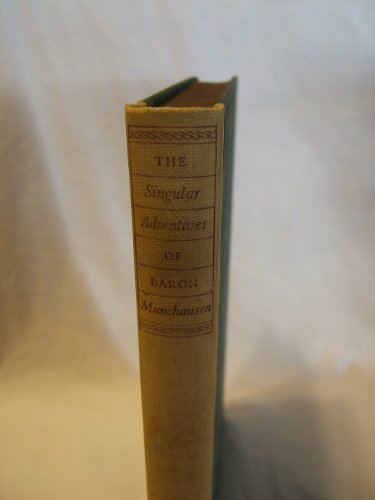 THE
Singular
Adventures
OF
BARON
Munchausen